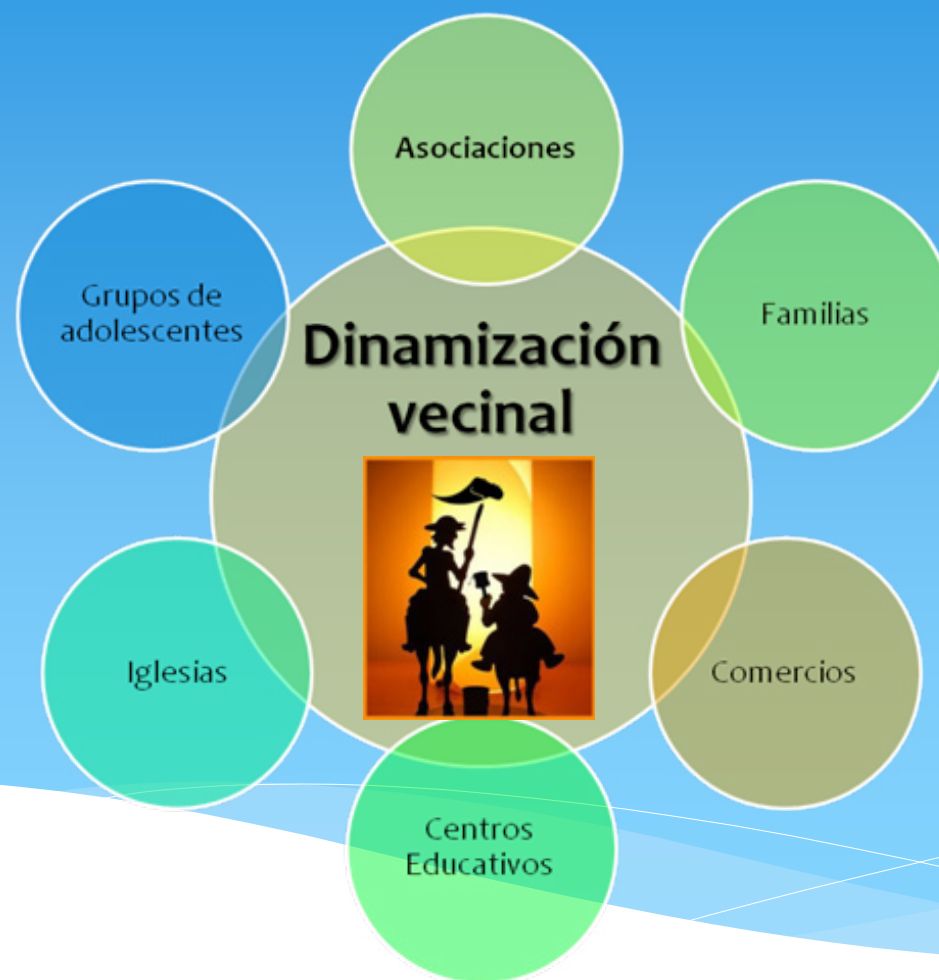 Asociaciones
Grupos de
adolescentes
Familias
Dinamización
vecinal
Iglesias
Comercios
Centros
Educativos